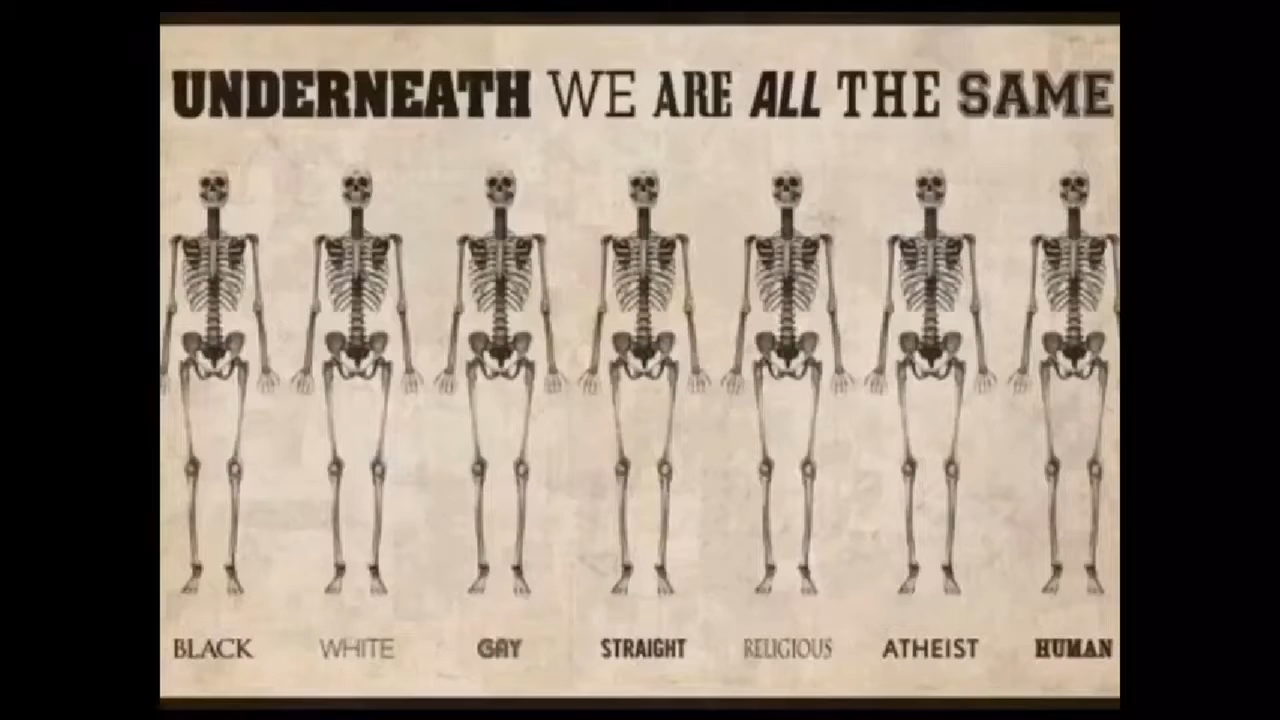 UNDERNEATH WE ARE ALL THE SAME
BLACK WHITE GAY STRAIGHT RELIGIOUS ATHEIST HUMAN